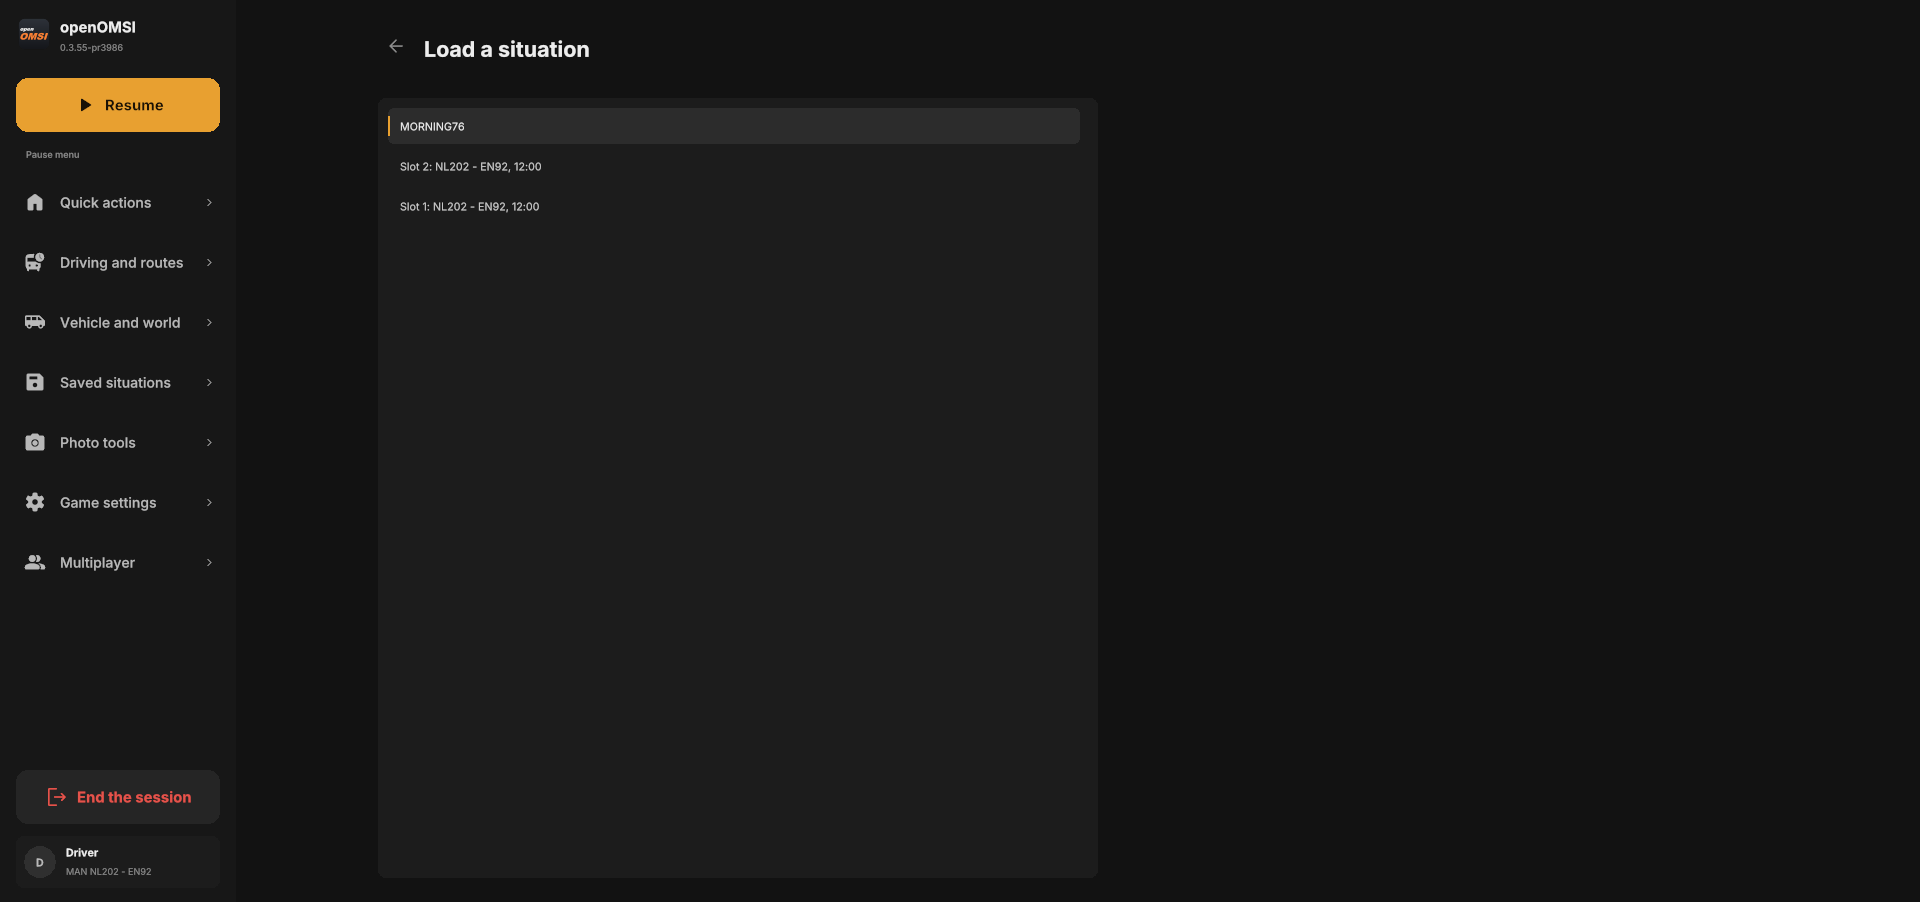 open
OMSI
openOMSI
0.3.55-pr3986
Resume
Pause menu
Quick actions
Driving and routes
Vehicle and world
Saved situations
Photo tools
Game settings
Multiplayer
End the session
D
Driver
MAN NL202 - EN92
Load a situation
MORNING76
Slot 2: NL202 - EN92, 12:00
Slot 1: NL202 - EN92, 12:00